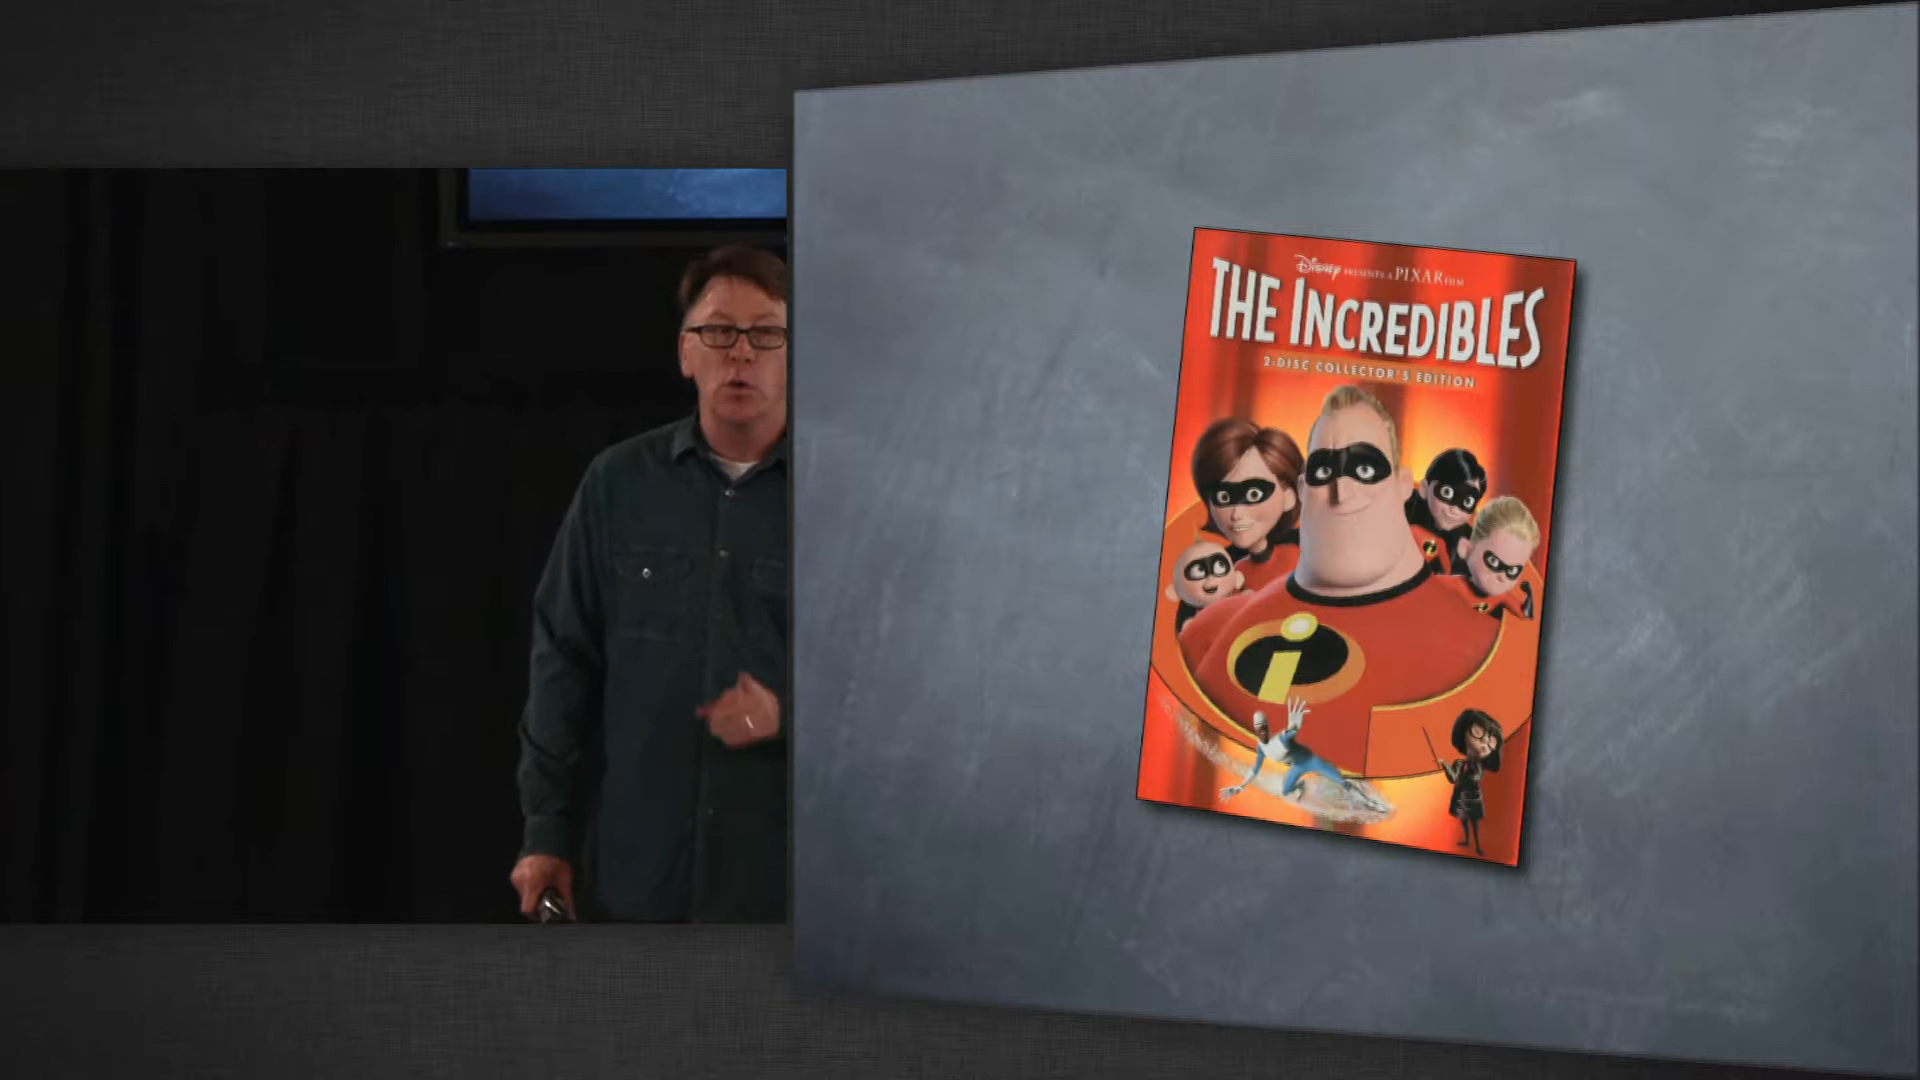 Disney PRESENTS A PIXAR FILM
THE INCREDIBLES
2-DISC COLLECTOR'S EDITION
i